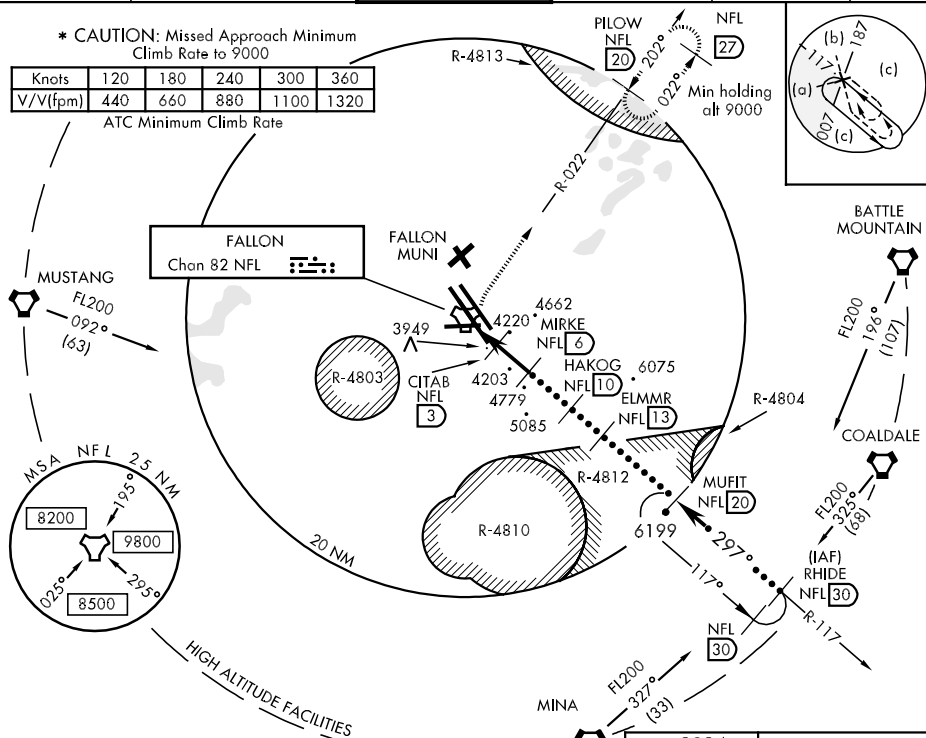 * CAUTION: Missed Approach Minimum
Climb Rate to 9000
Knots 120 180 240 300 360
V/V(fpm) 440 660 880 1100 1320
ATC Minimum Climb Rate
R-4813
PILOW
NFL
20
202°
022°
NFL
27
Min holding
alt 9000
(b)
187
117
(c)
(a)
007
(c)
R-022
FALLON
Chan 82 NFL
FALLON
MUNI
BATTLE
MOUNTAIN
MUSTANG
FL200
092°
(63)
FL200
196°
(107)
3949
4220
4662
MIRKE
NFL 6
R-4803
CITAB
NFL
3
4203
4779
5085
HAKOG
NFL 10
6075
ELMMR
NFL 13
R-4804
COALDALE
FL200
325°
(68)
R-4812
MUFIT
NFL 20
R-4810
6199
297°
117°
(IAF)
RHIDE
NFL 30
R-117
NFL
30
MSA NFL 25 NM
195°
8200
9800
025°
295°
8500
20 NM
HIGH ALTITUDE FACILITIES
MINA
FL200
327°
(33)